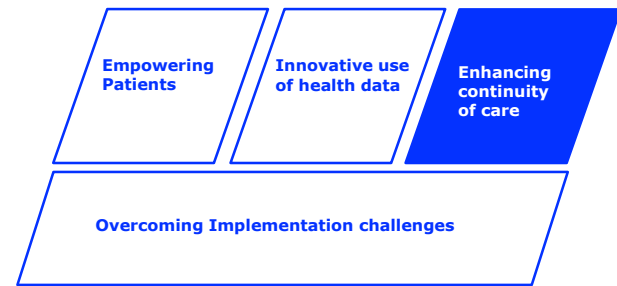 Empowering
Patients
Innovative use
of health data
Enhancing
continuity
of care
Overcoming Implementation challenges